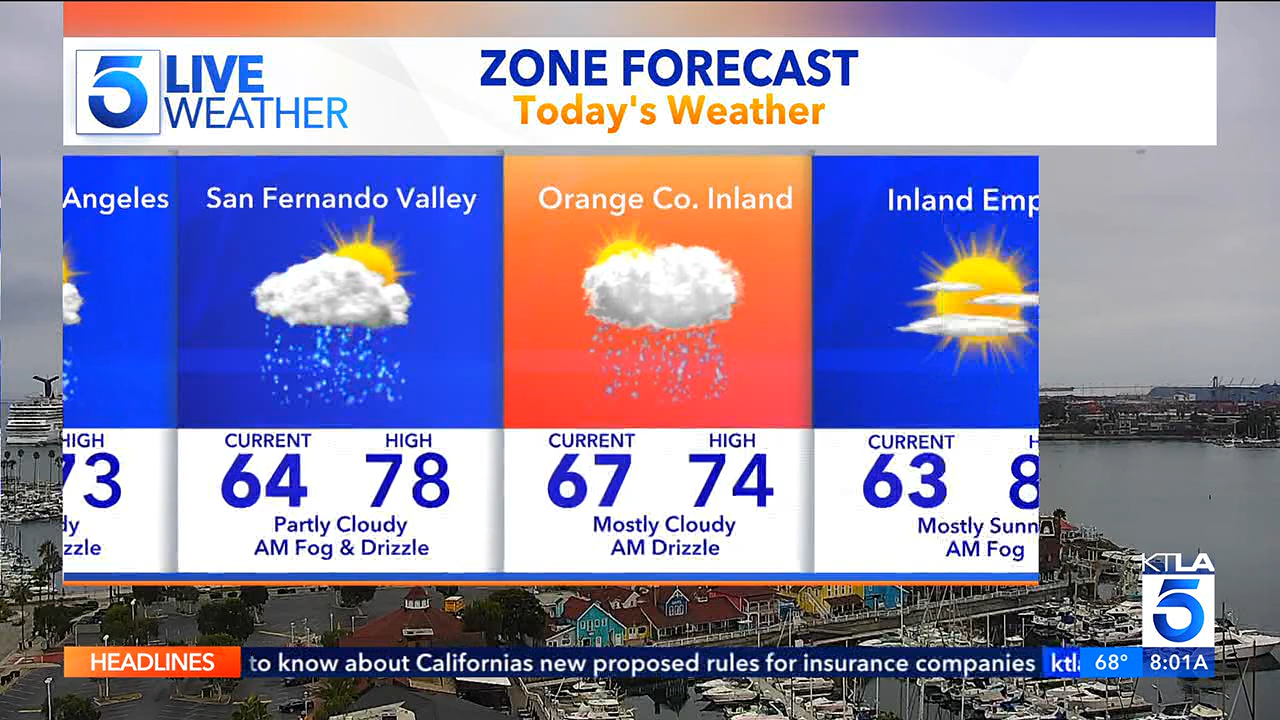 5 LIVE
WEATHER
ZONE FORECAST
Today's Weather
Angeles
HIGH
73
San Fernando Valley
CURRENT HIGH
64 78
Partly Cloudy
AM Fog & Drizzle
Orange Co. Inland
CURRENT HIGH
67 74
Mostly Cloudy
AM Drizzle
Inland Emp
CURRENT
63 8
Mostly Sunn
AM Fog
KTLA
5
HEADLINES to know about Californias new proposed rules for insurance companies ktl 68° 8:01A